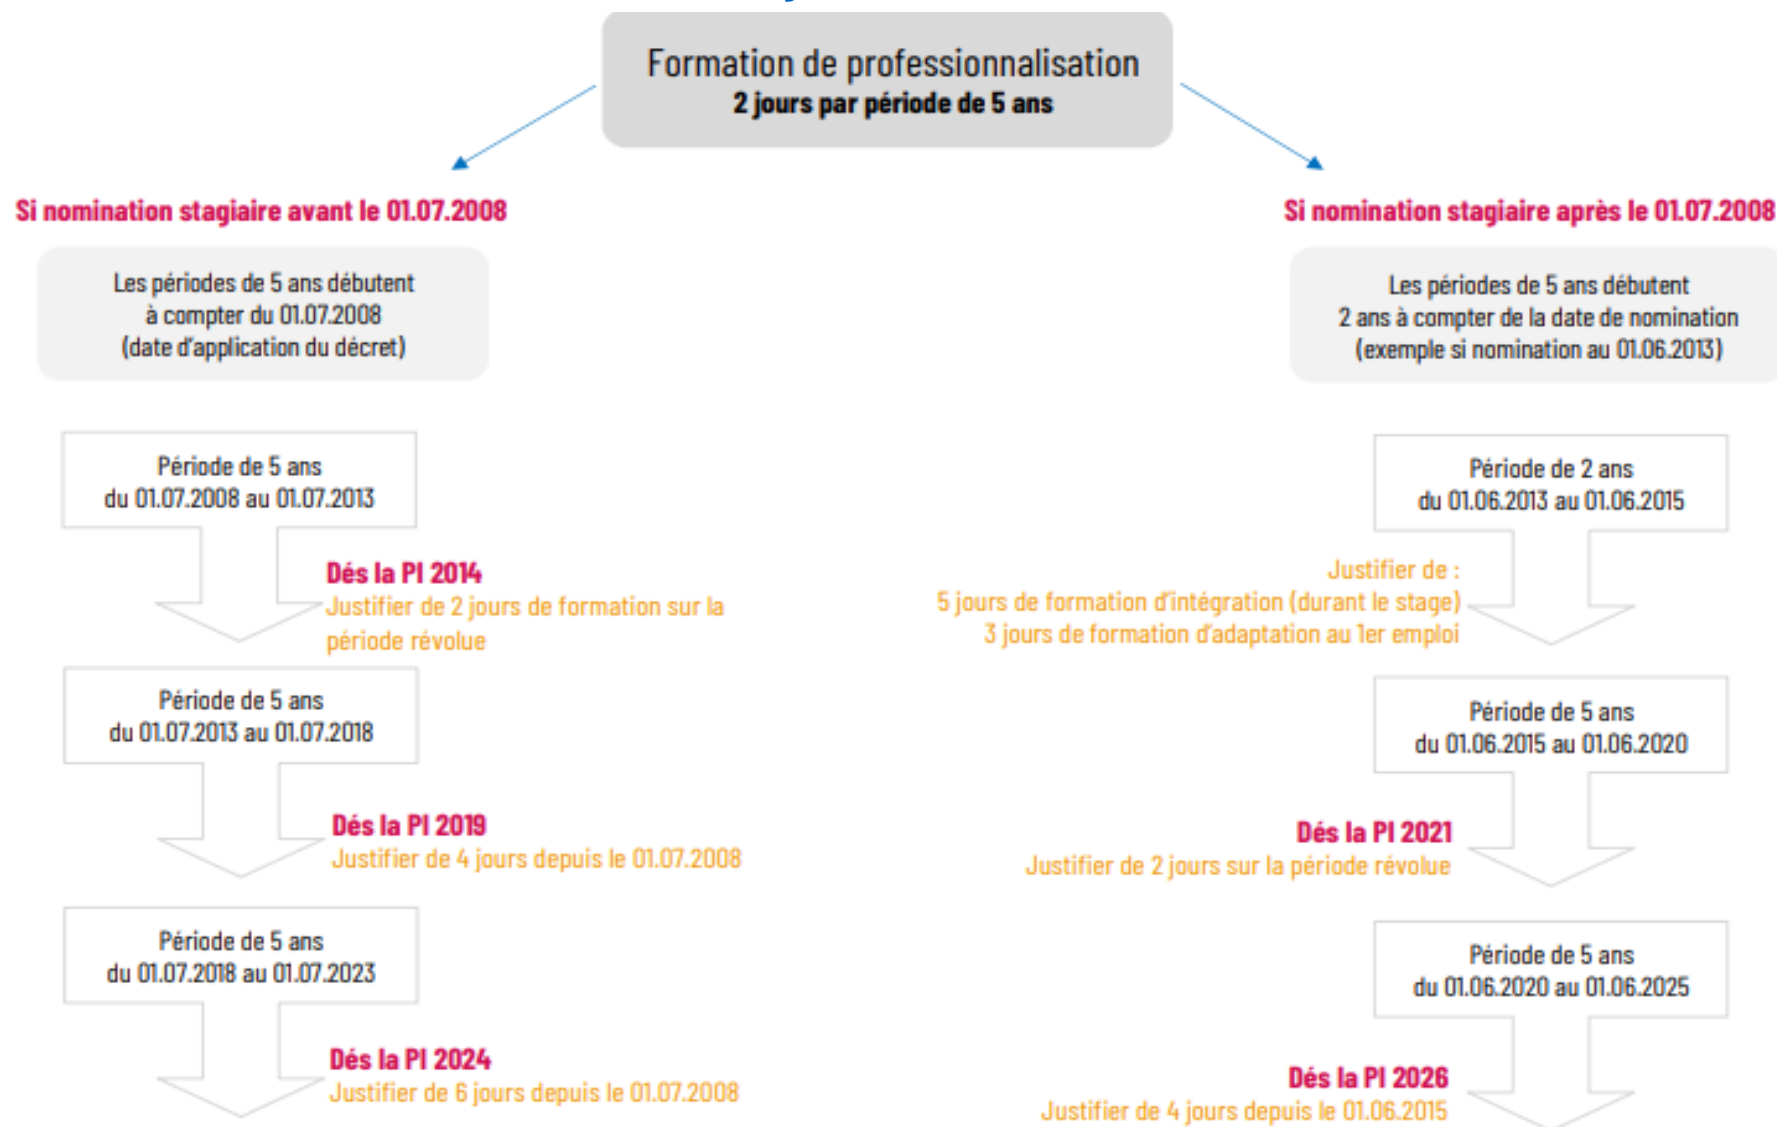 Formation de professionnalisation
2 jours par période de 5 ans
Si nomination stagiaire avant le 01.07.2008
Les périodes de 5 ans débutent
à compter du 01.07.2008
(date d'application du décret)
Période de 5 ans
du 01.07.2008 au 01.07.2013
Dés la PI 2014
Justifier de 2 jours de formation sur la
période révolue
Période de 5 ans
du 01.07.2013 au 01.07.2018
Dés la PI 2019
Justifier de 4 jours depuis le 01.07.2008
Période de 5 ans
du 01.07.2018 au 01.07.2023
Dés la PI 2024
Justifier de 6 jours depuis le 01.07.2008
Si nomination stagiaire après le 01.07.2008
Les périodes de 5 ans débutent
2 ans à compter de la date de nomination
(exemple si nomination au 01.06.2013)
Période de 2 ans
du 01.06.2013 au 01.06.2015
Justifier de :
5 jours de formation d'intégration (durant le stage)
3 jours de formation d'adaptation au 1er emploi
Période de 5 ans
du 01.06.2015 au 01.06.2020
Dés la PI 2021
Justifier de 2 jours sur la période révolue
Période de 5 ans
du 01.06.2020 au 01.06.2025
Dés la PI 2026
Justifier de 4 jours depuis le 01.06.2015